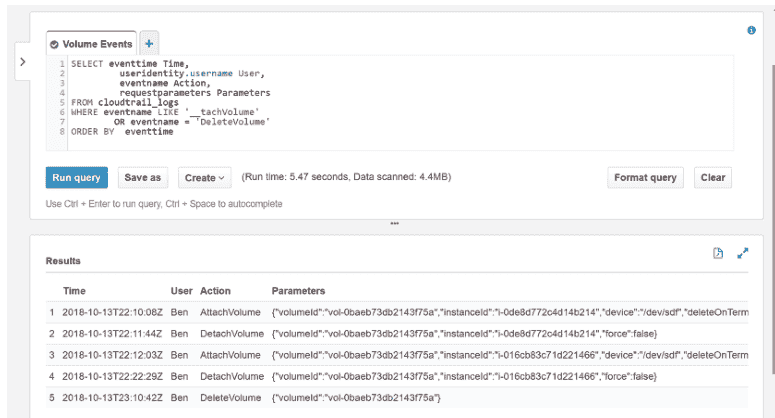 Volume Events
1 SELECT eventtime Time,
2 useridentity.username User,
3 eventname Action,
4 requestparameters Parameters
5 FROM cloudtrail_logs
6 WHERE eventname LIKE '__tachVolume'
7 OR eventname = 'DeleteVolume'
8 ORDER BY eventtime
Run query Save as Create (Run time: 5.47 seconds, Data scanned: 4.4MB) Format query Clear
Use Ctrl + Enter to run query, Ctrl + Space to autocomplete
Results
Time User Action Parameters
1 2018-10-13T22:10:08Z Ben AttachVolume {"volumeId":"vol-0baeb73db2143f75a","instanceId":"i-0de8d772c4d14b214","device":"/dev/sdf","deleteOnTerm
2 2018-10-13T22:11:44Z Ben DetachVolume {"volumeId":"vol-0baeb73db2143f75a","instanceId":"i-0de8d772c4d14b214","force":false}
3 2018-10-13T22:12:03Z Ben AttachVolume {"volumeId":"vol-0baeb73db2143f75a","instanceId":"i-016cb83c71d221466","device":"/dev/sdf","deleteOnTerm
4 2018-10-13T22:22:29Z Ben DetachVolume {"volumeId":"vol-0baeb73db2143f75a","instanceId":"i-016cb83c71d221466","force":false}
5 2018-10-13T23:10:42Z Ben DeleteVolume {"volumeId":"vol-0baeb73db2143f75a"}